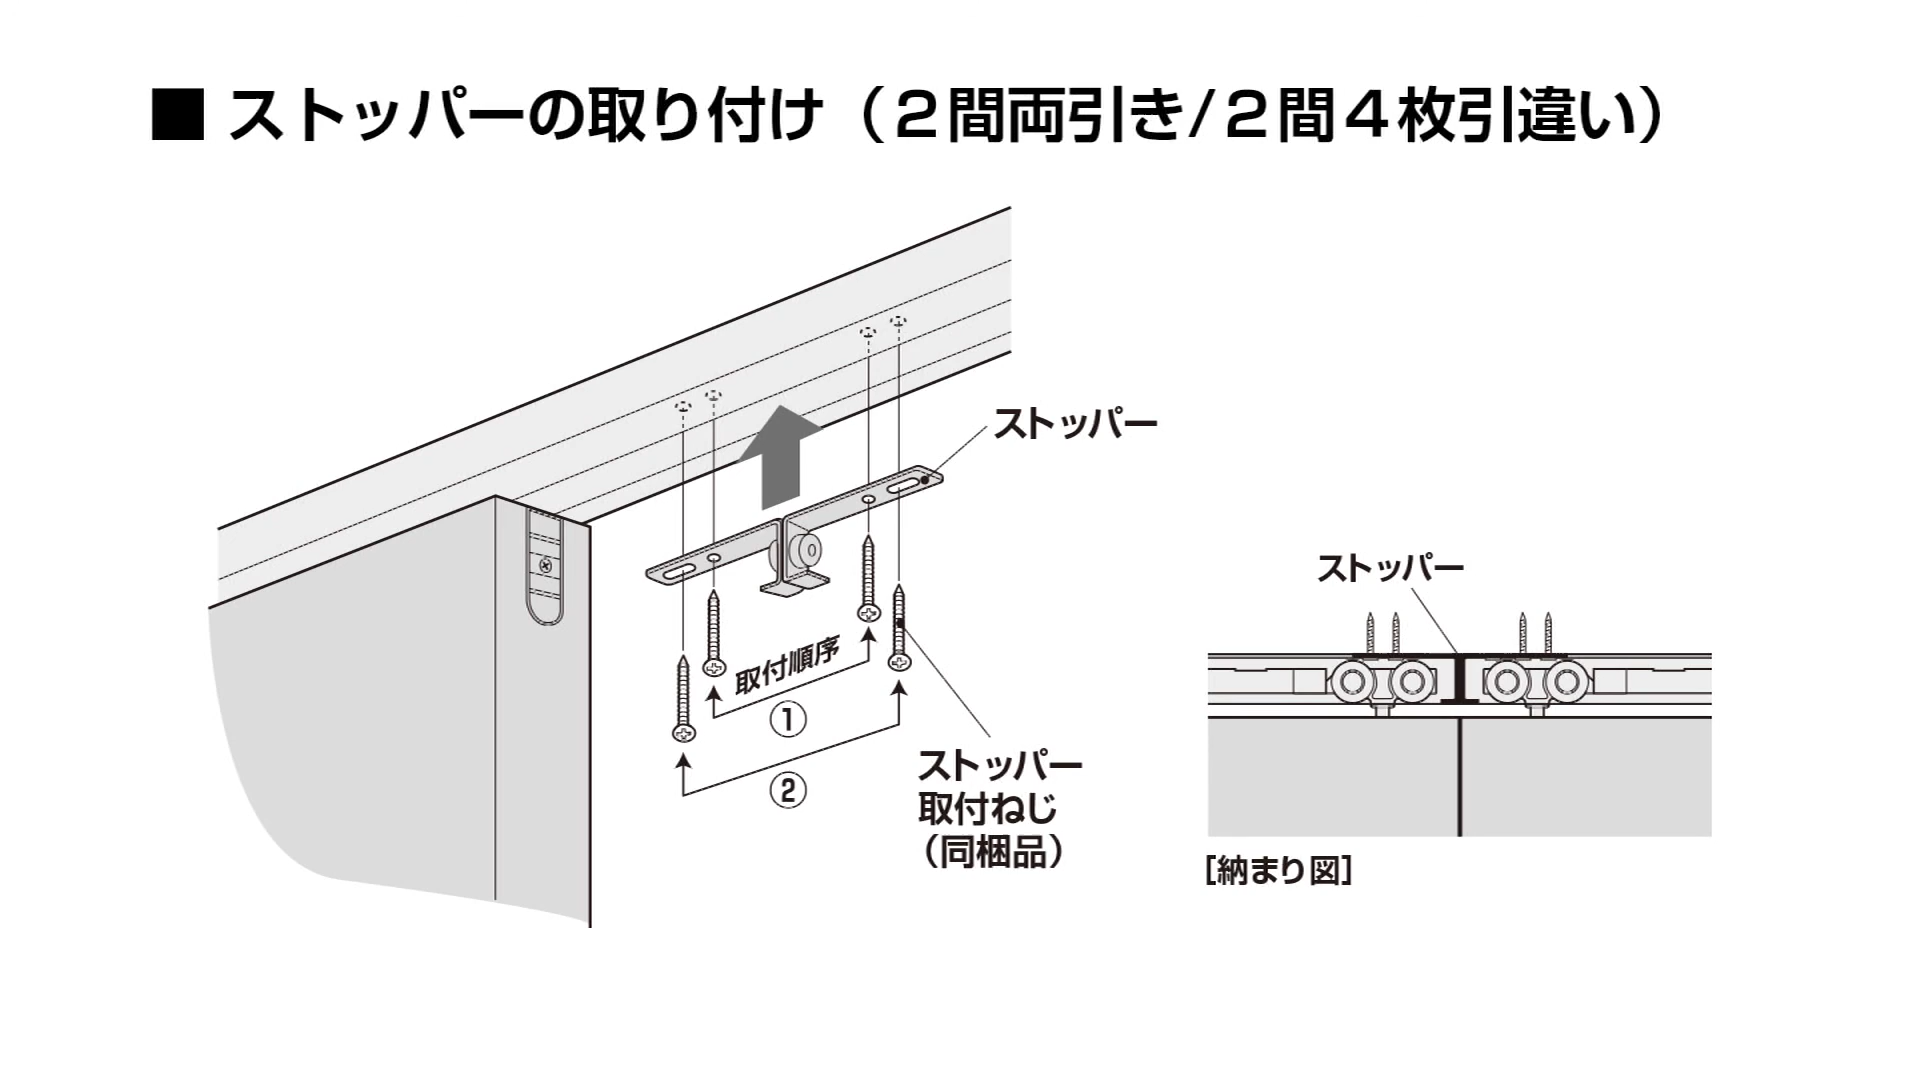 ■ ストッパーの取り付け（２間両引き/２間４枚引違い）
ストッパー
取付順序
①
②
ストッパー
取付ねじ
（同梱品）
ストッパー
［納まり図］